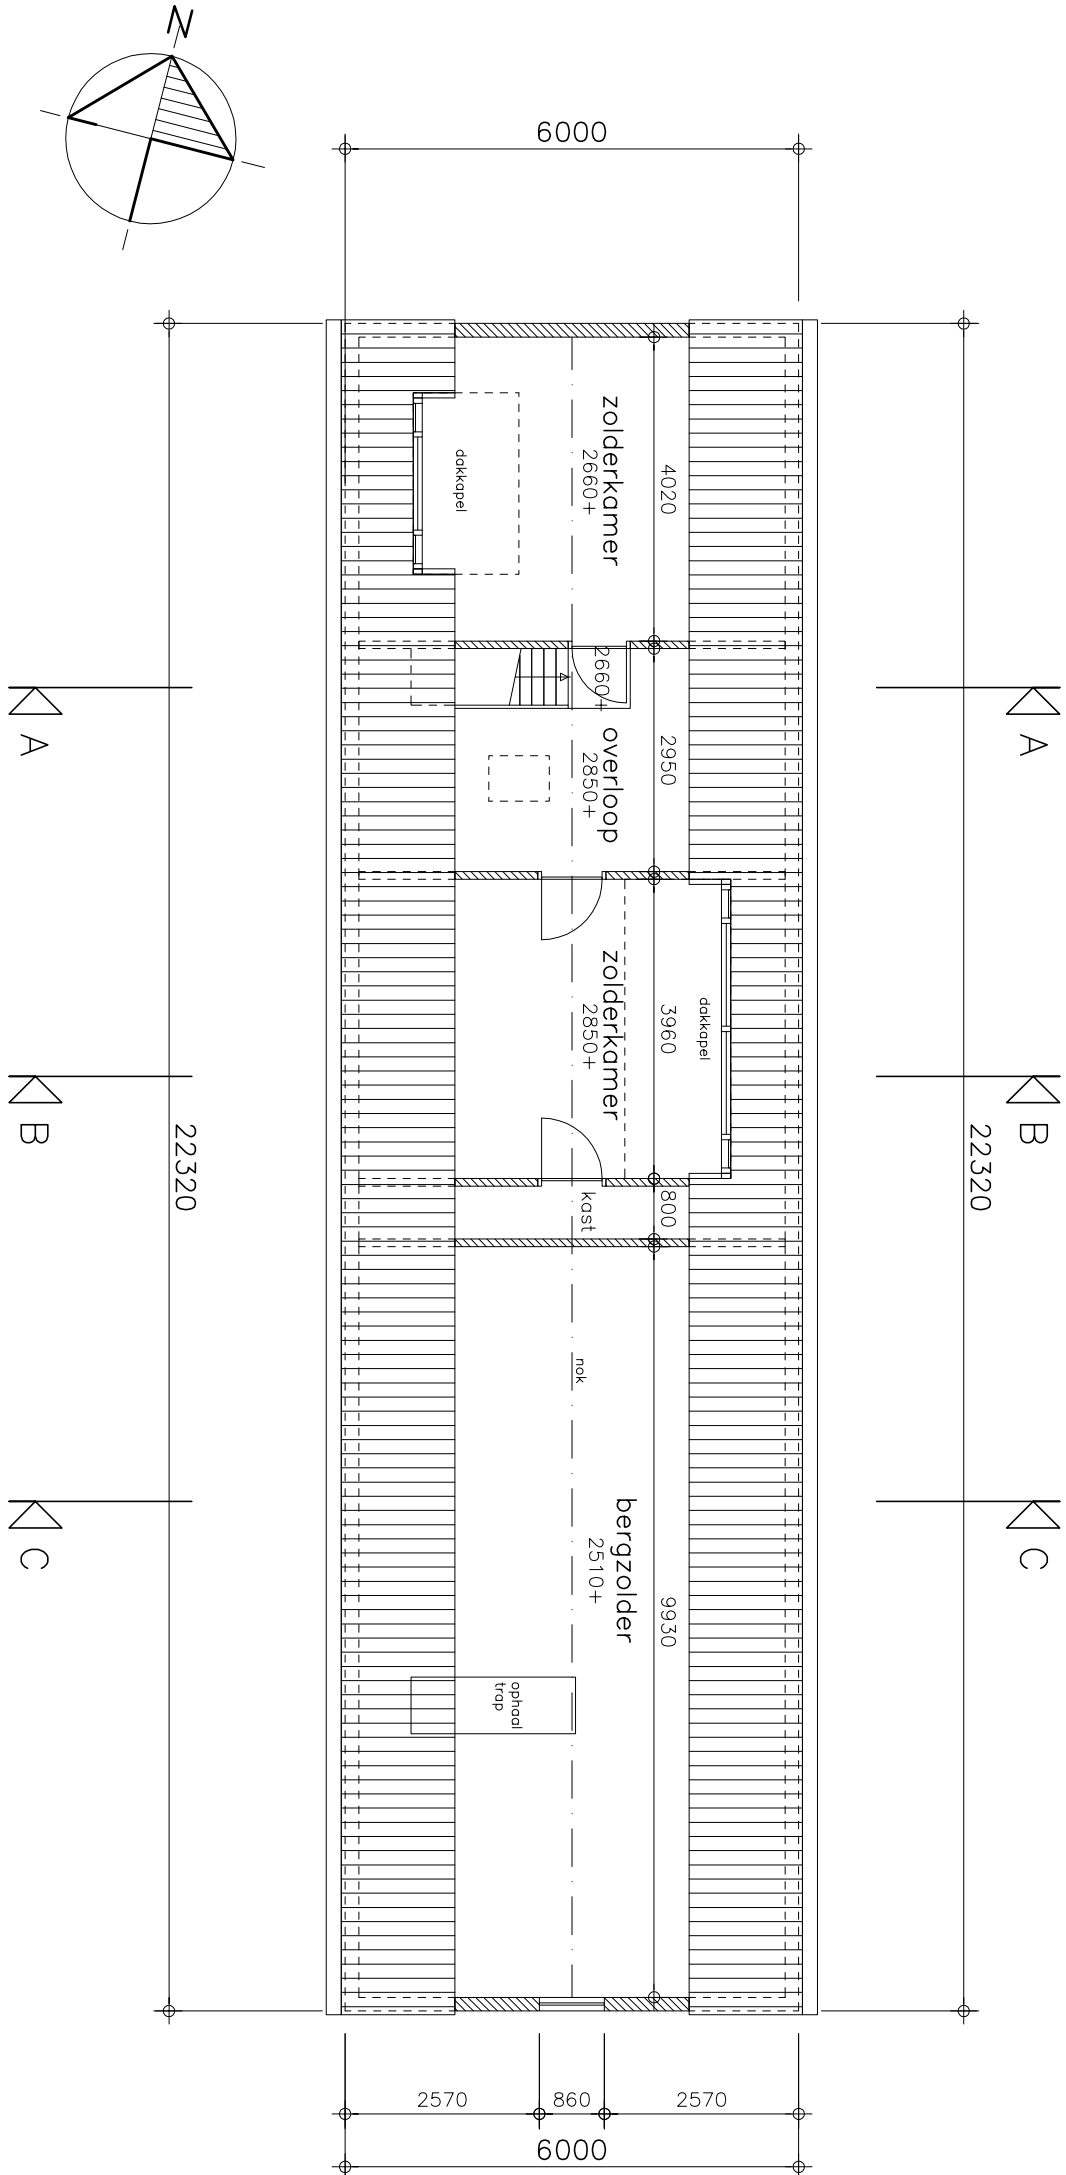 N
6000
zolderkamer
2660+
4020
dakkapel
2660+
A
A
overloop
2850+
2950
zolderkamer
2850+
3960
dakkapel
B
B
22320
22320
kast
800
nok
bergzolder
2510+
9930
C
C
ophaal
trap
2570
860
2570
6000